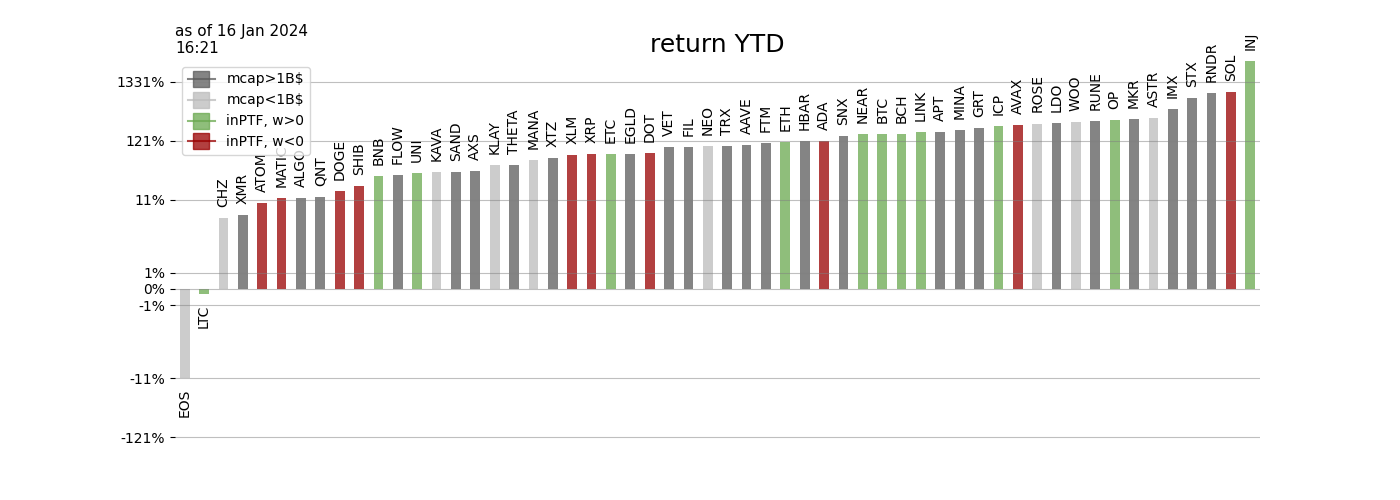 as of 16 Jan 2024
16:21
return YTD
mcap>1B$
mcap<1B$
inPTF, w>0
inPTF, w<0
1331%
121%
11%
1%
0%
-1%
-11%
-121%
EOS
LTC
CHZ
XMR
ATOM
MATIC
ALGO
QNT
DOGE
SHIB
BNB
FLOW
UNI
KAVA
SAND
AXS
KLAY
THETA
MANA
XTZ
XLM
XRP
ETC
EGLD
DOT
VET
FIL
NEO
TRX
AAVE
FTM
ETH
HBAR
ADA
SNX
NEAR
BTC
BCH
LINK
APT
MINA
GRT
ICP
AVAX
ROSE
LDO
WOO
RUNE
OP
MKR
ASTR
IMX
STX
RNDR
SOL
INJ